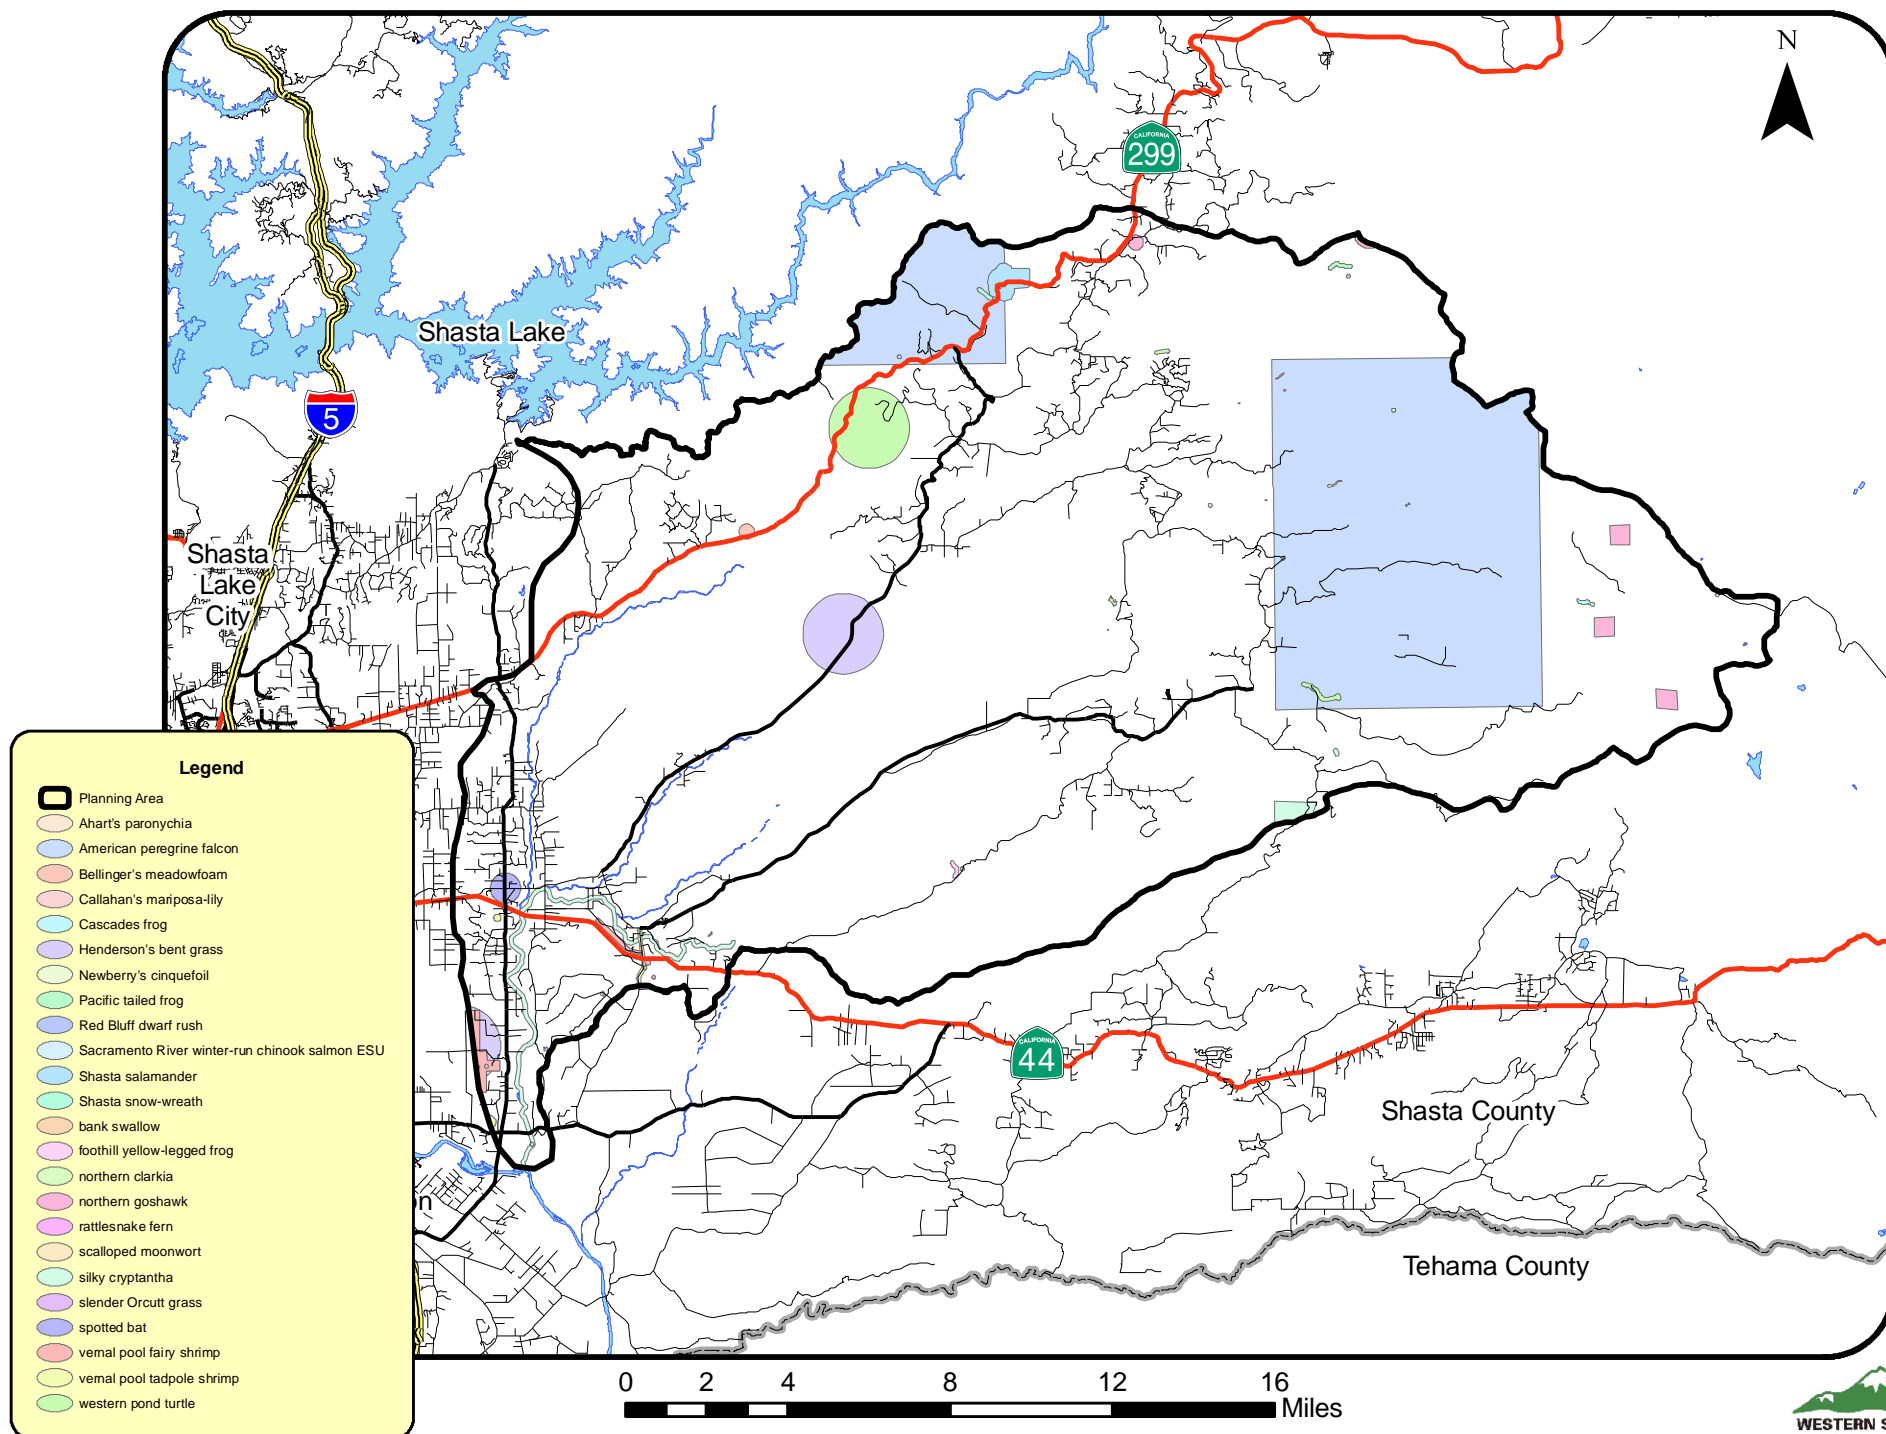 N
CALIFORNIA
299
Shasta Lake
5
Shasta
Lake
City
Legend
Planning Area
Ahart's paronychia
American peregrine falcon
Bellinger's meadowfoam
Callahan's mariposa-lily
Cascades frog
Henderson's bent grass
Newberry's cinquefoil
Pacific tailed frog
Red Bluff dwarf rush
Sacramento River winter-run chinook salmon ESU
Shasta salamander
Shasta snow-wreath
bank swallow
foothill yellow-legged frog
northern clarkia
northern goshawk
rattlesnake fern
scalloped moonwort
silky cryptantha
slender Orcutt grass
spotted bat
vernal pool fairy shrimp
vernal pool tadpole shrimp
western pond turtle
CALIFORNIA
44
Shasta County
on
Tehama County
0 2 4 8 12 16
Miles
WESTERN S